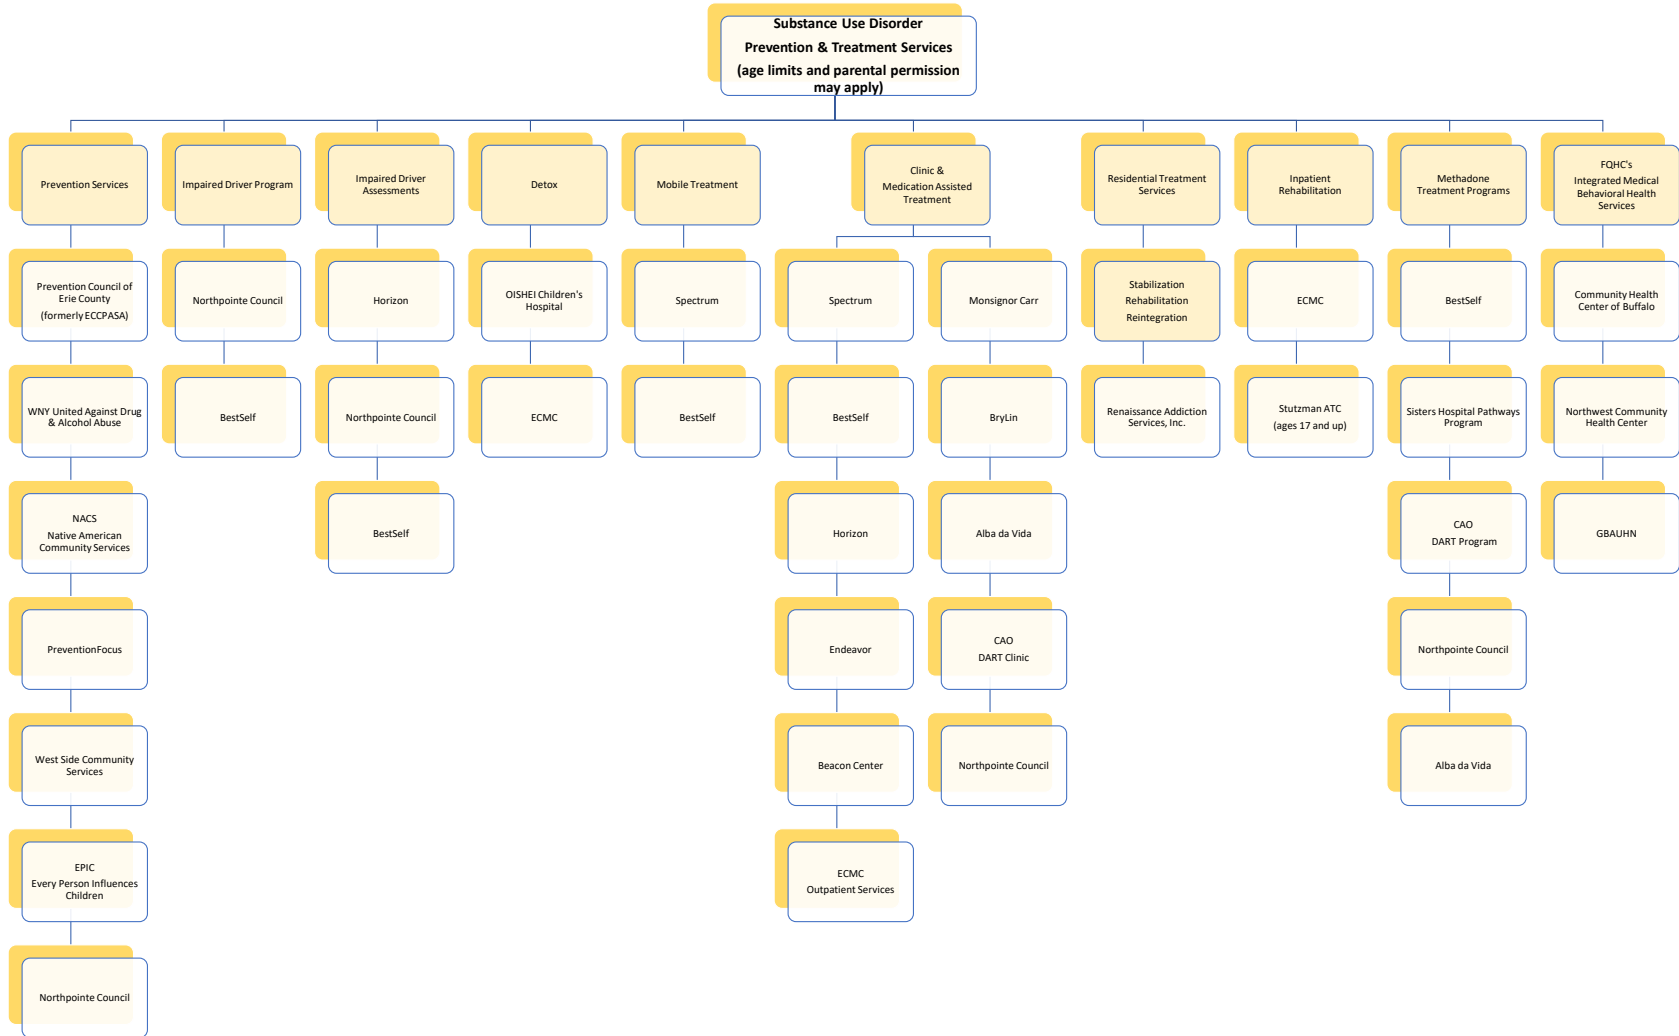 Substance Use Disorder
Prevention & Treatment Services
(age limits and parental permission
may apply)
Prevention Services
Impaired Driver Program
Impaired Driver
Assessments
Detox
Mobile Treatment
Clinic &
Medication Assisted
Treatment
Residential Treatment
Services
Inpatient
Rehabilitation
Methadone
Treatment Programs
FQHC's
Integrated Medical
Behavioral Health
Services
Prevention Council of
Erie County
(formerly ECCPASA)
Northpointe Council
Horizon
OISHEI Children's
Hospital
Spectrum
Spectrum
Monsignor Carr
Stabilization
Rehabilitation
Reintegration
ECMC
BestSelf
Community Health
Center of Buffalo
WNY United Against Drug
& Alcohol Abuse
BestSelf
Northpointe Council
ECMC
BestSelf
BestSelf
BryLin
Renaissance Addiction
Services, Inc.
Stutzman ATC
(ages 17 and up)
Sisters Hospital Pathways
Program
Northwest Community
Health Center
NACS
Native American
Community Services
BestSelf
Horizon
Alba da Vida
CAO
DART Program
GBAUHN
PreventionFocus
Endeavor
CAO
DART Clinic
Northpointe Council
West Side Community
Services
Beacon Center
Northpointe Council
Alba da Vida
EPIC
Every Person Influences
Children
ECMC
Outpatient Services
Northpointe Council